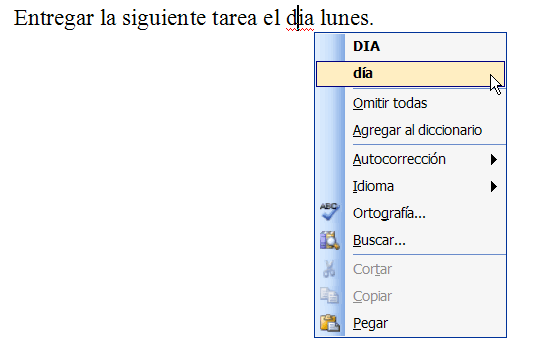 Entregar la siguiente tarea el dia lunes.
DIA
día
Omitir todas
Agregar al diccionario
Autocorrección
Idioma
ABC
Ortografía...
Buscar...
Cortar
Copiar
Pegar